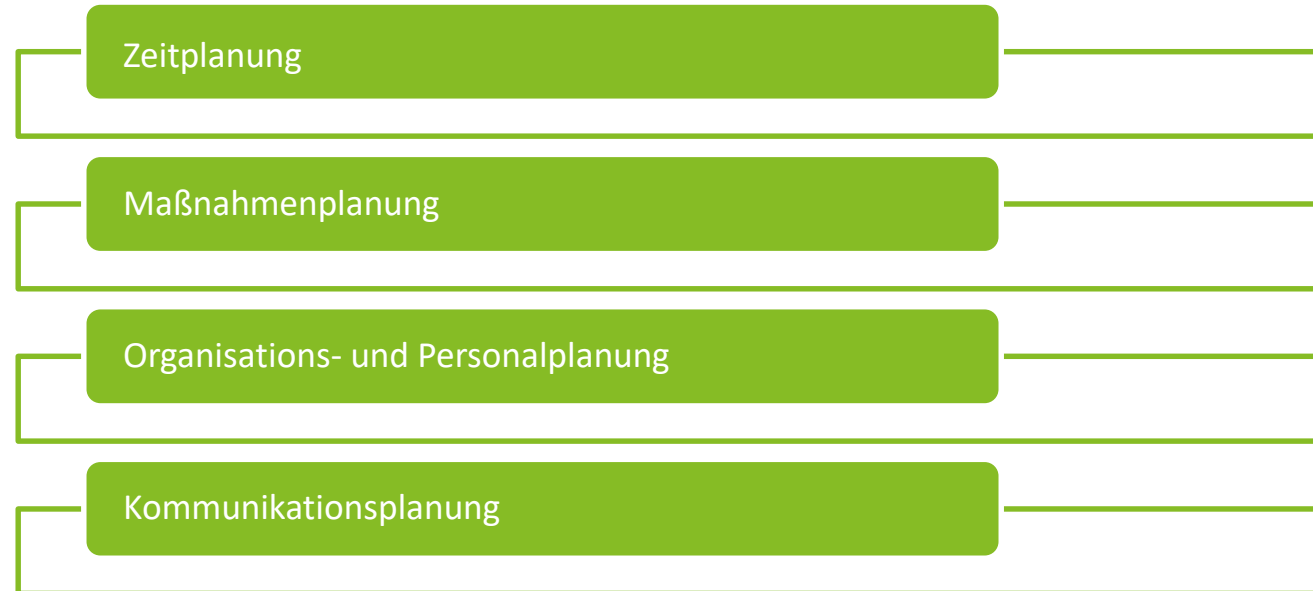 Zeitplanung
Maßnahmenplanung
Organisations- und Personalplanung
Kommunikationsplanung